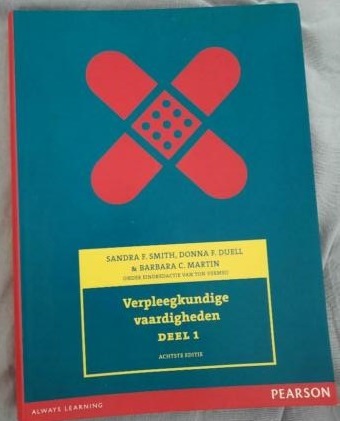 SANDRA F. SMITH, DONNA F. DUELL
& BARBARA C. MARTIN
ONDER EINDREDACTIE VAN TON VERMEIJ
Verpleegkundige
vaardigheden
DEEL 1
ACHTSTE EDITIE
ALWAYS LEARNING
PEARSON